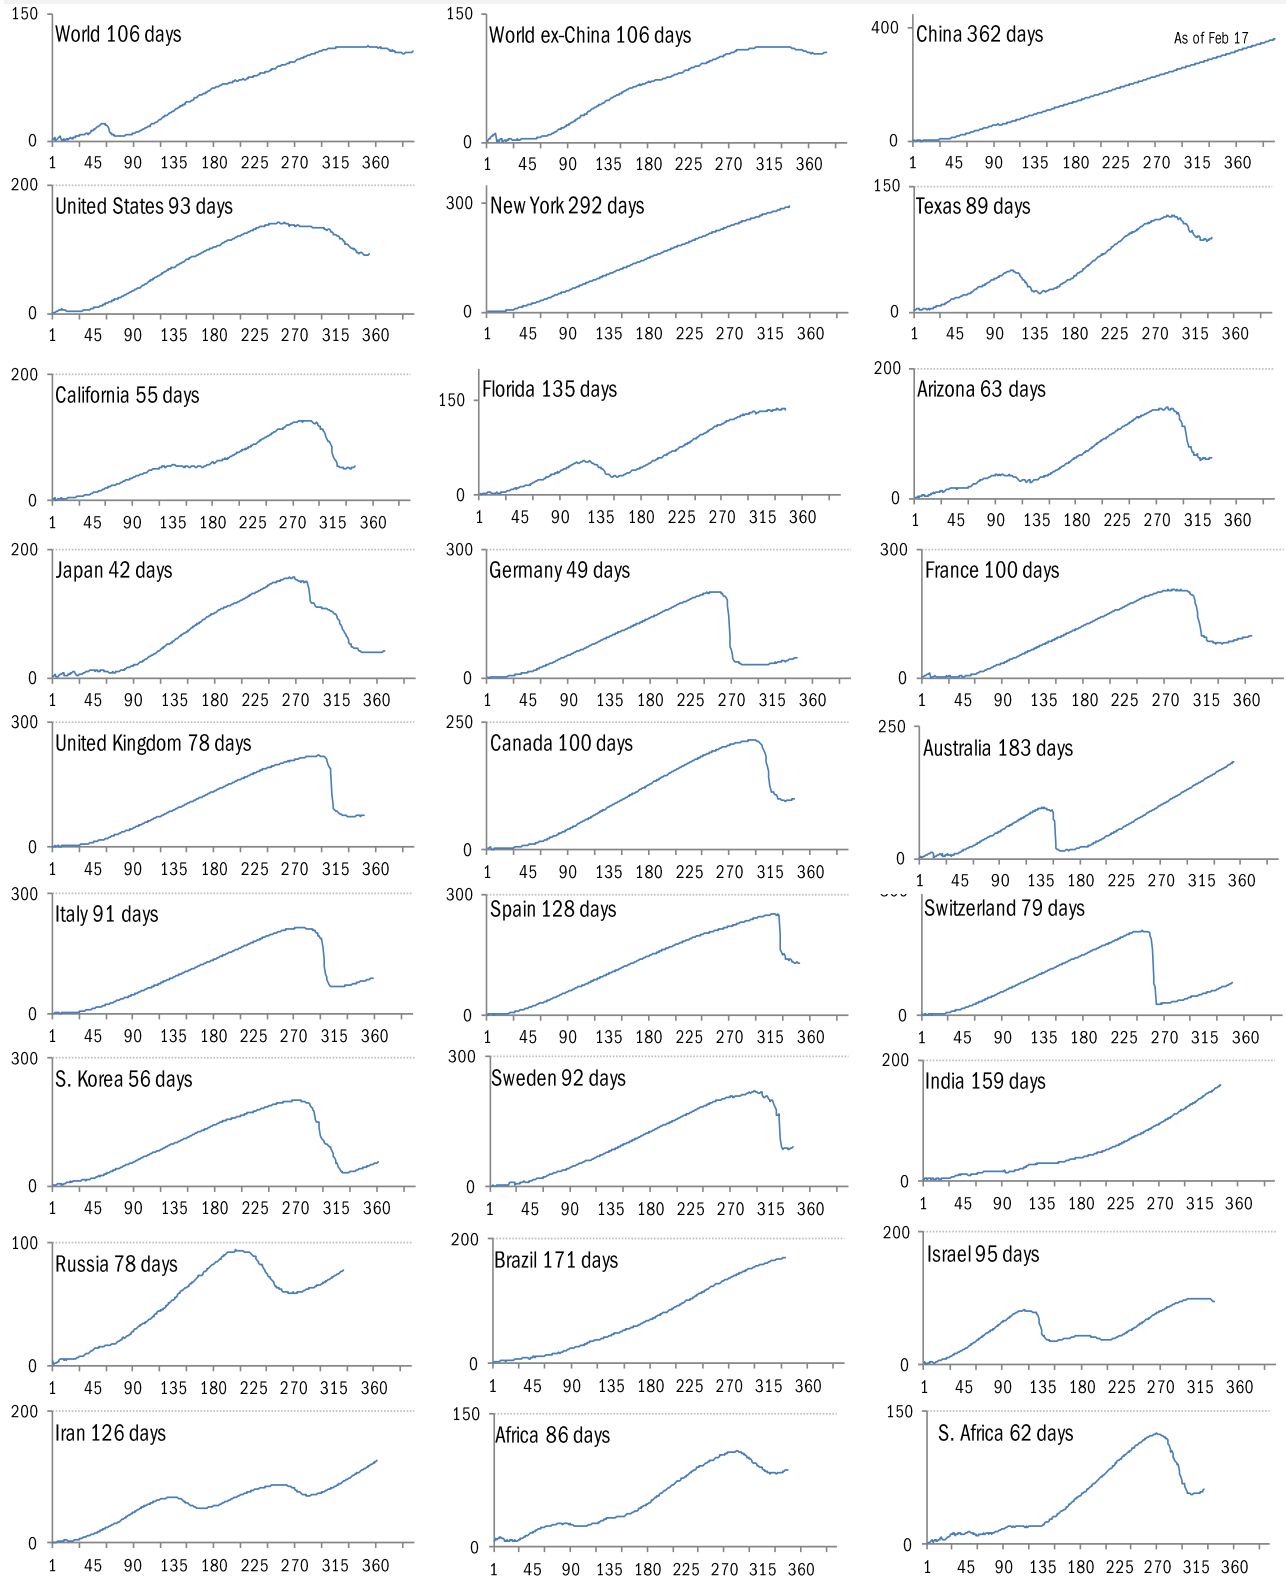 150
World 106 days
0
1 45 90 135 180 225 270 315 360
150
World ex-China 106 days
0
1 45 90 135 180 225 270 315 360
400
China 362 days
As of Feb 17
0
1 45 90 135 180 225 270 315 360
200
United States 93 days
0
1 45 90 135 180 225 270 315 360
300
New York 292 days
0
1 45 90 135 180 225 270 315 360
150
Texas 89 days
0
1 45 90 135 180 225 270 315 360
200
California 55 days
0
1 45 90 135 180 225 270 315 360
150
Florida 135 days
0
1 45 90 135 180 225 270 315 360
200
Arizona 63 days
0
1 45 90 135 180 225 270 315 360
200
Japan 42 days
0
1 45 90 135 180 225 270 315 360
300
Germany 49 days
0
1 45 90 135 180 225 270 315 360
300
France 100 days
0
1 45 90 135 180 225 270 315 360
300
United Kingdom 78 days
0
1 45 90 135 180 225 270 315 360
250
Canada 100 days
0
1 45 90 135 180 225 270 315 360
250
Australia 183 days
0
1 45 90 135 180 225 270 315 360
300
Italy 91 days
0
1 45 90 135 180 225 270 315 360
300
Spain 128 days
0
1 45 90 135 180 225 270 315 360
Switzerland 79 days
0
1 45 90 135 180 225 270 315 360
300
S. Korea 56 days
0
1 45 90 135 180 225 270 315 360
300
Sweden 92 days
0
1 45 90 135 180 225 270 315 360
200
India 159 days
0
1 45 90 135 180 225 270 315 360
100
Russia 78 days
0
1 45 90 135 180 225 270 315 360
200
Brazil 171 days
0
1 45 90 135 180 225 270 315 360
200
Israel 95 days
0
1 45 90 135 180 225 270 315 360
200
Iran 126 days
0
1 45 90 135 180 225 270 315 360
150
Africa 86 days
0
1 45 90 135 180 225 270 315 360
150
S. Africa 62 days
0
1 45 90 135 180 225 270 315 360